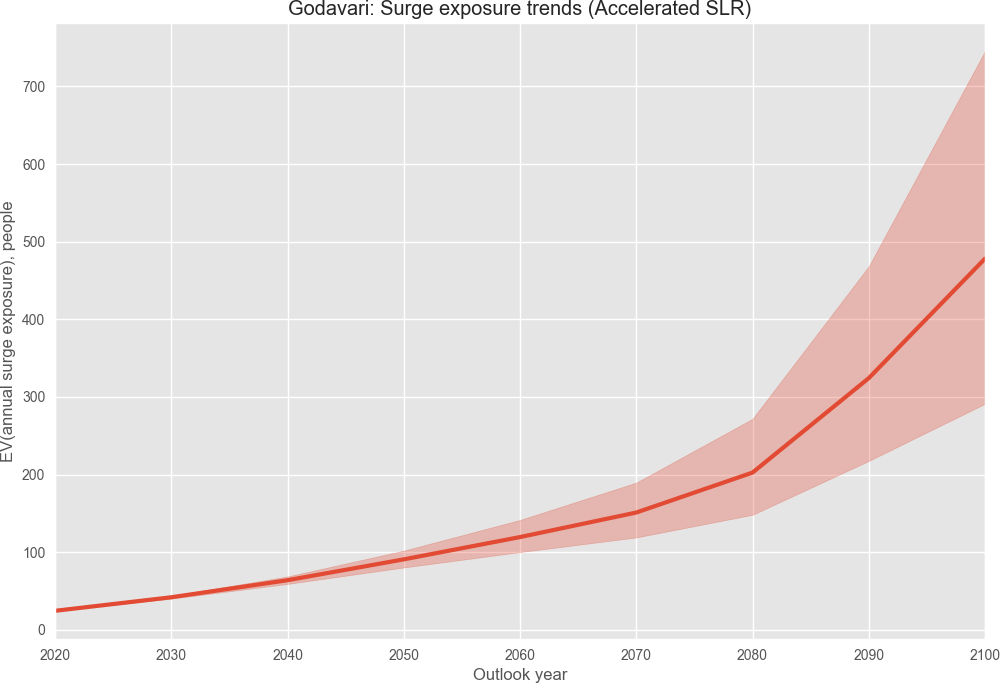 Godavari: Surge exposure trends (Accelerated SLR)
EV(annual surge exposure), people
700
600
500
400
300
200
100
0
2020 2030 2040 2050 2060 2070 2080 2090 2100
Outlook year